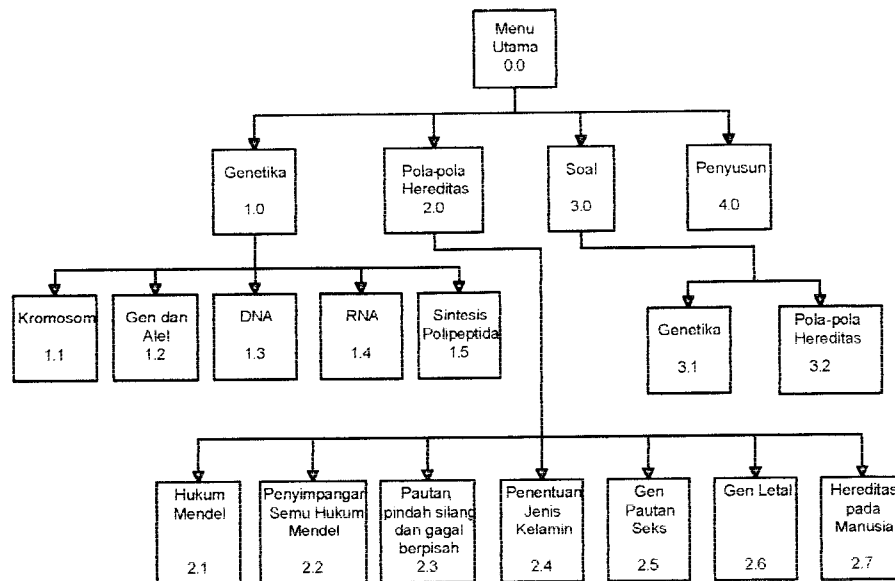 Menu
Utama
0.0
Genetika
1.0
Pola-pola
Hereditas
2.0
Soal
3.0
Penyusun
4.0
Kromosom
1.1
Gen dan
Alel
1.2
DNA
1.3
RNA
1.4
Sintesis
Polipeptida
1.5
Genetika
3.1
Pola-pola
Hereditas
3.2
Hukum
Mendel
2.1
Penyimpangan
Semu Hukum
Mendel
2.2
Pautan,
pindah silang
dan gagal
berpisah
2.3
Penentuan
Jenis
Kelamin
2.4
Gen
Pautan
Seks
2.5
Gen Letal
2.6
Hereditas
pada
Manusia
2.7